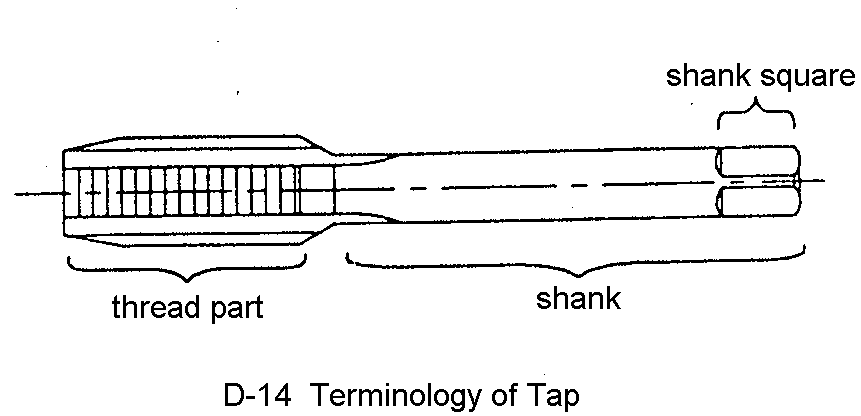 shank square
thread part
shank
D-14 Terminology of Tap